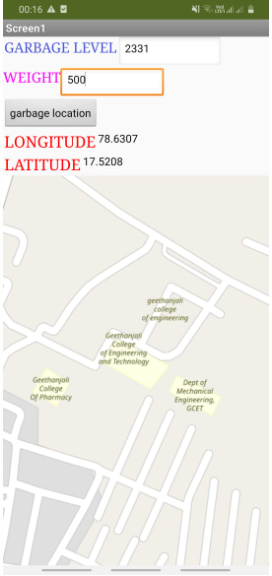 00:16
Screen1
GARBAGE LEVEL 2331
WEIGHT 500
garbage location
LONGITUDE 78.6307
LATITUDE 17.5208
geethanjali
college
of engineering
Geethanjali
College
of Engineering
and Technology
Geethanjali
College
Of Pharmacy
Dept of
Mechanical
Engineering,
GCET